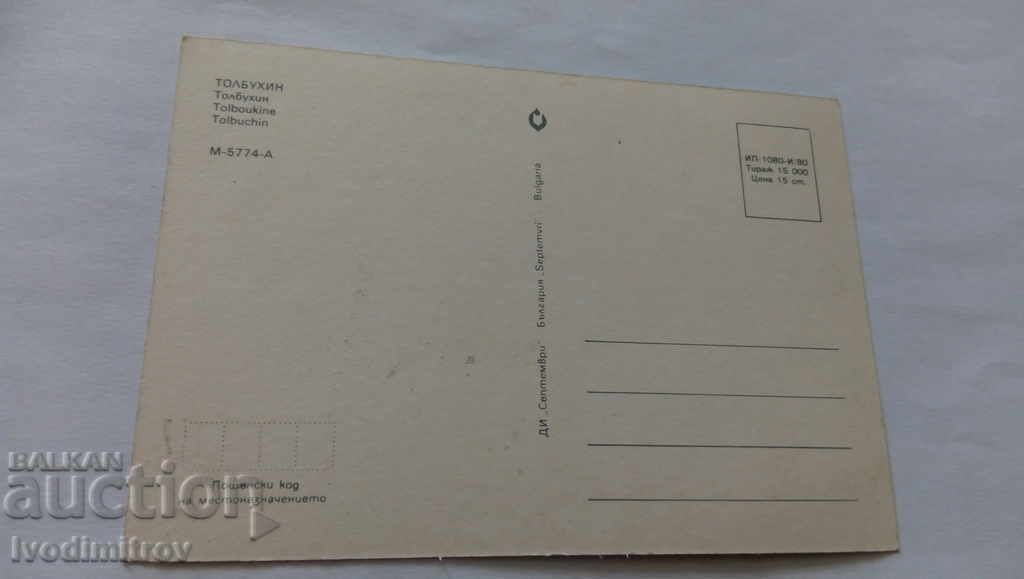 ТОЛБУХИН
Толбухин
Tolboukine
Tolbuchin
М-5774-А
ИП:1080-И:80
Тираж 15 000
Цена 15 ст.
ДИ „Септември" България „Septemvri" Bulgaria
Пощенски код
на местоназначението
BALKAN
auction
Ivodimitrov